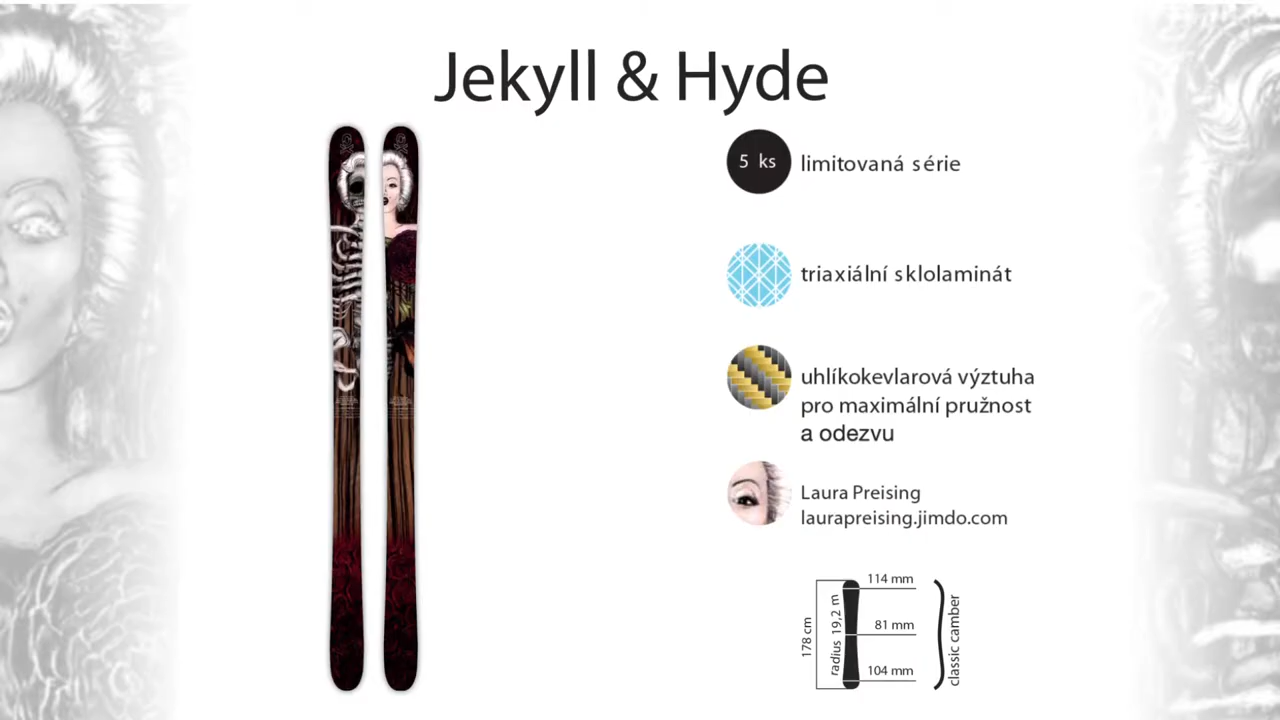 Jekyll & Hyde
5 ks
limitovaná série
triaxiální sklolaminát
uhlíkokevlarová výztuha
pro maximální pružnost
a odezvu
Laura Preising
laurapreising.jimdo.com
114 mm
81 mm
104 mm
178 cm
radius 19,2 m
classic camber